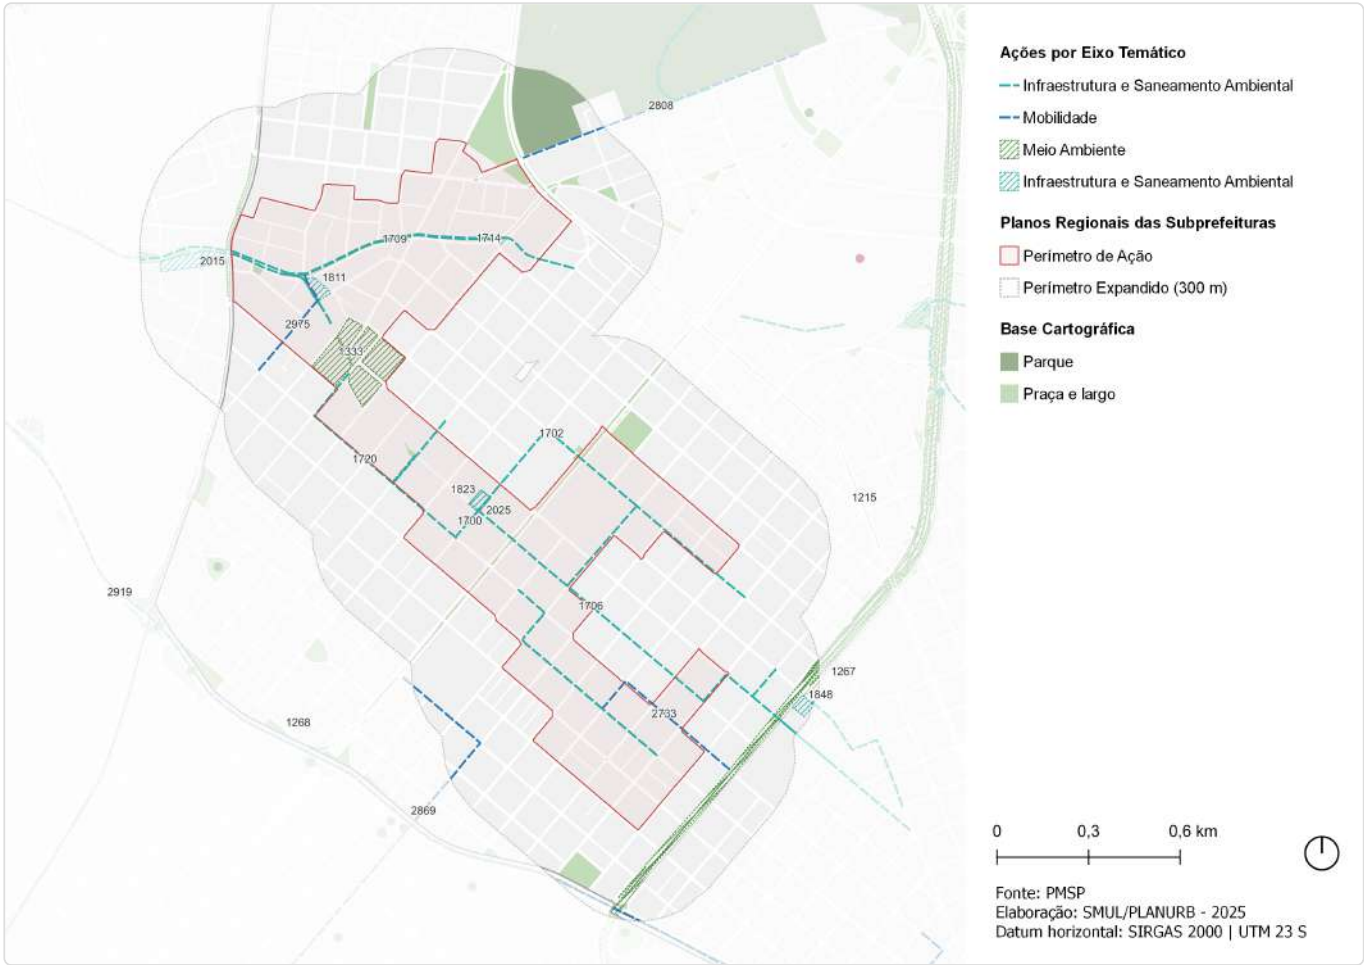 2808
1709
1714
2015
1811
2975
1333
1702
1720
1823
2025
1700
1215
2919
1706
1267
1848
2733
1268
2869
Ações por Eixo Temático
Infraestrutura e Saneamento Ambiental
Mobilidade
Meio Ambiente
Infraestrutura e Saneamento Ambiental
Planos Regionais das Subprefeituras
Perímetro de Ação
Perímetro Expandido (300 m)
Base Cartográfica
Parque
Praça e largo
0 0,3 0,6 km
Fonte: PMSP
Elaboração: SMUL/PLANURB - 2025
Datum horizontal: SIRGAS 2000 | UTM 23 S